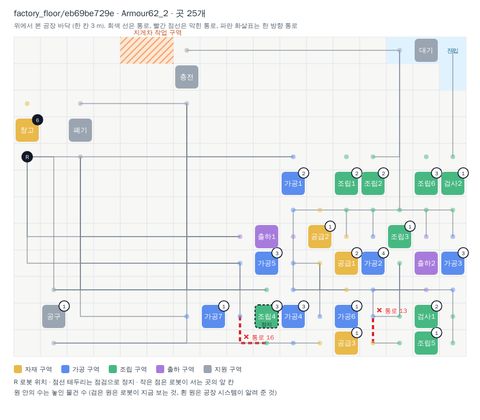 factory_floor/eb69be729e · Armour62_2 · 곳 25개
위에서 본 공장 바닥 (한 칸 3 m). 회색 선은 통로, 빨간 점선은 막힌 통로, 파란 화살표는 한 방향 통로
지게차 작업 구역
대기
진입
충전
창고 6
폐기
R
가공1 2
조립1 2
조립2 2
조립6 3
검사2 1
출하1
공급2 1
조립3 1
가공5 3
공급1 2
가공2 4
출하2
가공3 3
공구 1
가공7 1
조립4 3
가공4 3
가공6 1
통로 13
검사1 2
통로 16
공급3 3
조립5 1
자재 구역
가공 구역
조립 구역
출하 구역
지원 구역
R 로봇 위치 · 점선 테두리는 점검으로 정지 · 작은 점은 로봇이 서는 곳의 앞 칸
원 안의 수는 놓인 물건 수 (검은 원은 로봇이 지금 보는 것, 흰 원은 공장 시스템이 알려 준 것)